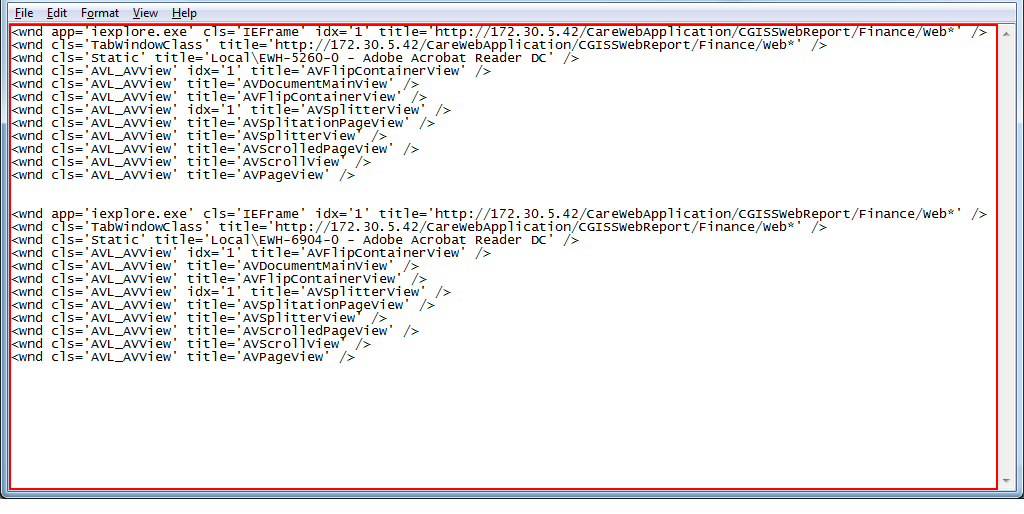 File Edit Format View Help
<wnd app='iexplore.exe' cls='IEFrame' idx='1' title='http://172.30.5.42/CareWebApplication/CGISSWebReport/Finance/Web*' />
<wnd cls='TabWindowClass' title='http://172.30.5.42/CareWebApplication/CGISSWebReport/Finance/Web*' />
<wnd cls='Static' title='Local\EWH-5260-0 - Adobe Acrobat Reader DC' />
<wnd cls='AVL_AVView' idx='1' title='AVFlipContainerView' />
<wnd cls='AVL_AVView' title='AVDocumentMainView' />
<wnd cls='AVL_AVView' title='AVFlipContainerView' />
<wnd cls='AVL_AVView' idx='1' title='AVSplitterView' />
<wnd cls='AVL_AVView' title='AVSplitationPageView' />
<wnd cls='AVL_AVView' title='AVSplitterView' />
<wnd cls='AVL_AVView' title='AVScrolledPageView' />
<wnd cls='AVL_AVView' title='AVScrollView' />
<wnd cls='AVL_AVView' title='AVPageView' />
<wnd app='iexplore.exe' cls='IEFrame' idx='1' title='http://172.30.5.42/CareWebApplication/CGISSWebReport/Finance/Web*' />
<wnd cls='TabWindowClass' title='http://172.30.5.42/CareWebApplication/CGISSWebReport/Finance/Web*' />
<wnd cls='Static' title='Local\EWH-6904-0 - Adobe Acrobat Reader DC' />
<wnd cls='AVL_AVView' idx='1' title='AVFlipContainerView' />
<wnd cls='AVL_AVView' title='AVDocumentMainView' />
<wnd cls='AVL_AVView' title='AVFlipContainerView' />
<wnd cls='AVL_AVView' idx='1' title='AVSplitterView' />
<wnd cls='AVL_AVView' title='AVSplitationPageView' />
<wnd cls='AVL_AVView' title='AVSplitterView' />
<wnd cls='AVL_AVView' title='AVScrolledPageView' />
<wnd cls='AVL_AVView' title='AVScrollView' />
<wnd cls='AVL_AVView' title='AVPageView' />